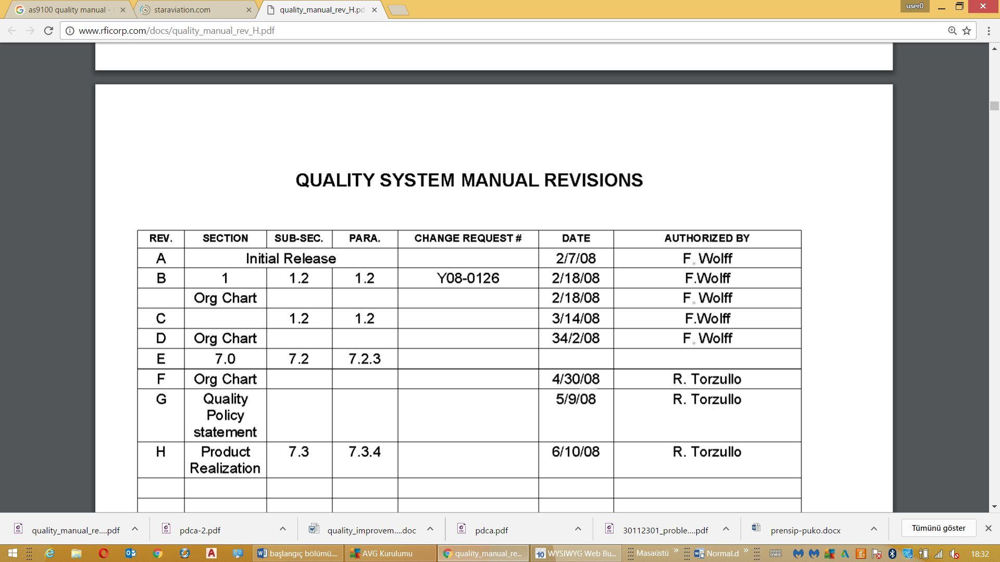 as9100 quality manual -
staraviation.com
quality_manual_rev_H.pd
user0
www.rficorp.com/docs/quality_manual_rev_H.pdf
QUALITY SYSTEM MANUAL REVISIONS
REV. SECTION SUB-SEC. PARA. CHANGE REQUEST # DATE AUTHORIZED BY
A Initial Release 2/7/08 F. Wolff
B 1 1.2 1.2 Y08-0126 2/18/08 F.Wolff
Org Chart 2/18/08 F. Wolff
C 1.2 1.2 3/14/08 F.Wolff
D Org Chart 34/2/08 F. Wolff
E 7.0 7.2 7.2.3
F Org Chart 4/30/08 R. Torzullo
G Quality 5/9/08 R. Torzullo
Policy
statement
H Product 7.3 7.3.4 6/10/08 R. Torzullo
Realization
quality_manual_re....pdf
pdca-2.pdf
quality_improvem....doc
pdca.pdf
30112301_proble....pdf
prensip-puko.docx
Tümünü göster
başlangıç bölümü....
AVG Kurulumu
quality_manual_re...
WYSIWYG Web Bu...
Masaüstü
Normal.d
18:32